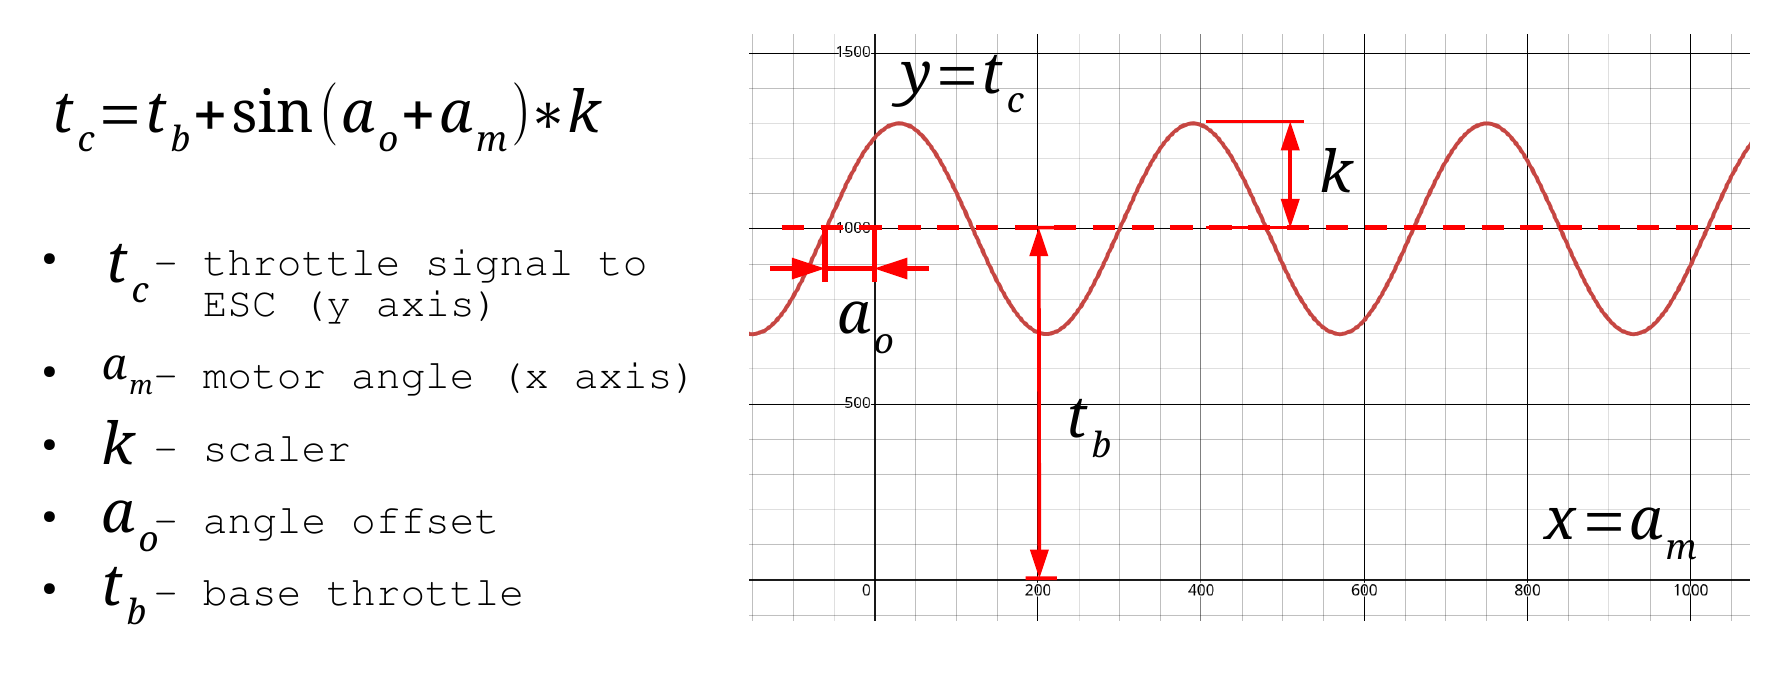 t_c=t_b+sin(a_o+a_m)*k
• t_c – throttle signal to
ESC (y axis)
• a_m – motor angle (x axis)
• k – scaler
• a_o – angle offset
• t_b – base throttle
1500
y=t_c
k
1000
a_o
500
t_b
x=a_m
0 200 400 600 800 1000